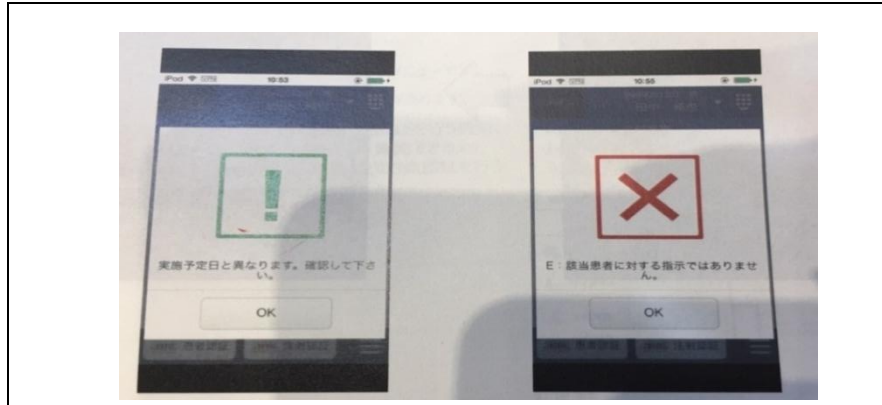 iPod
10:53
実施予定日と異なります。確認して下さ
い。
OK
iPod
10:55
E：該当患者に対する指示ではありませ
ん。
OK